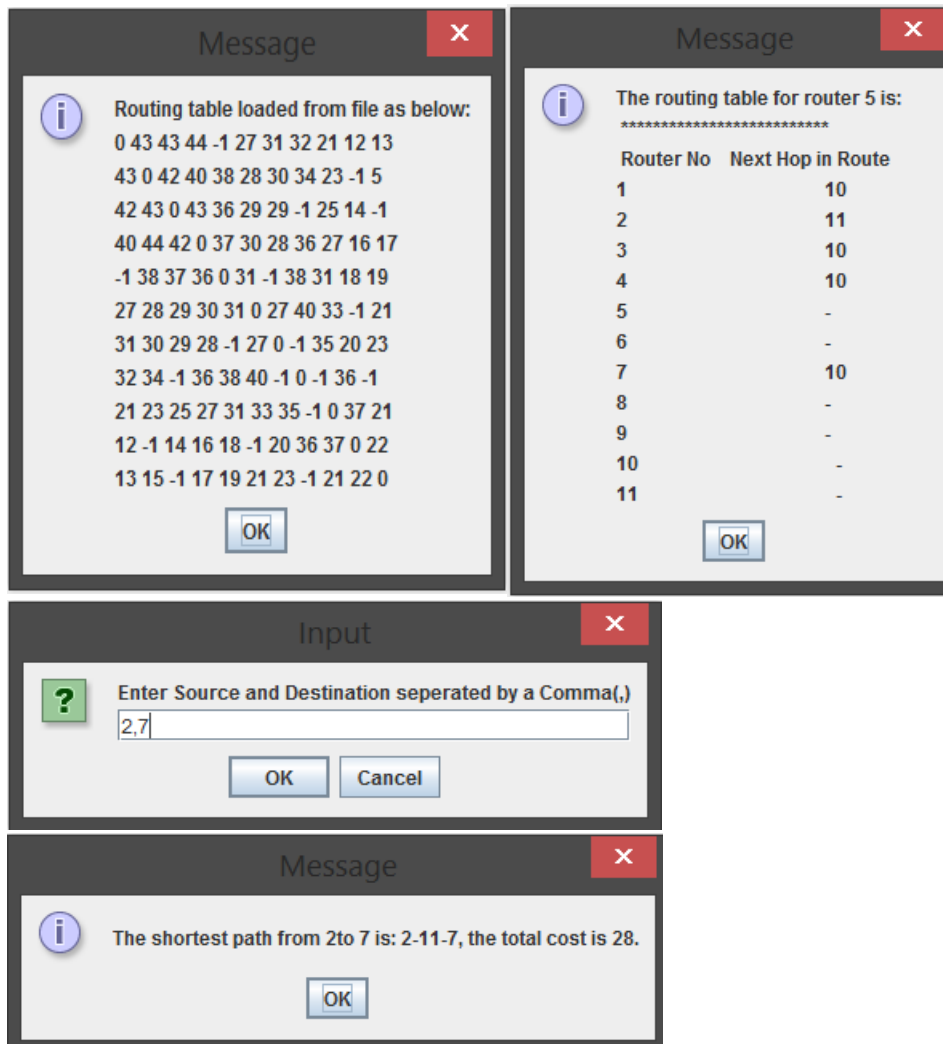 Message
X
Routing table loaded from file as below:
0 43 43 44 -1 27 31 32 21 12 13
43 0 42 40 38 28 30 34 23 -1 5
42 43 0 43 36 29 29 -1 25 14 -1
40 44 42 0 37 30 28 36 27 16 17
-1 38 37 36 0 31 -1 38 31 18 19
27 28 29 30 31 0 27 40 33 -1 21
31 30 29 28 -1 27 0 -1 35 20 23
32 34 -1 36 38 40 -1 0 -1 36 -1
21 23 25 27 31 33 35 -1 0 37 21
12 -1 14 16 18 -1 20 36 37 0 22
13 15 -1 17 19 21 23 -1 21 22 0
OK
Message
X
The routing table for router 5 is:
**************************
Router No Next Hop in Route
1 10
2 11
3 10
4 10
5 -
6 -
7 10
8 -
9 -
10 -
11 -
OK
Input
X
Enter Source and Destination seperated by a Comma(,)
2,7
OK Cancel
Message
X
The shortest path from 2to 7 is: 2-11-7, the total cost is 28.
OK